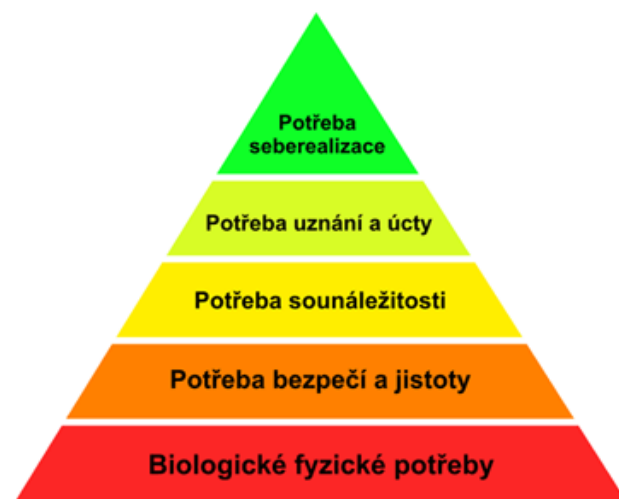 Potřeba
seberealizace
Potřeba uznání a úcty
Potřeba sounáležitosti
Potřeba bezpečí a jistoty
Biologické fyzické potřeby